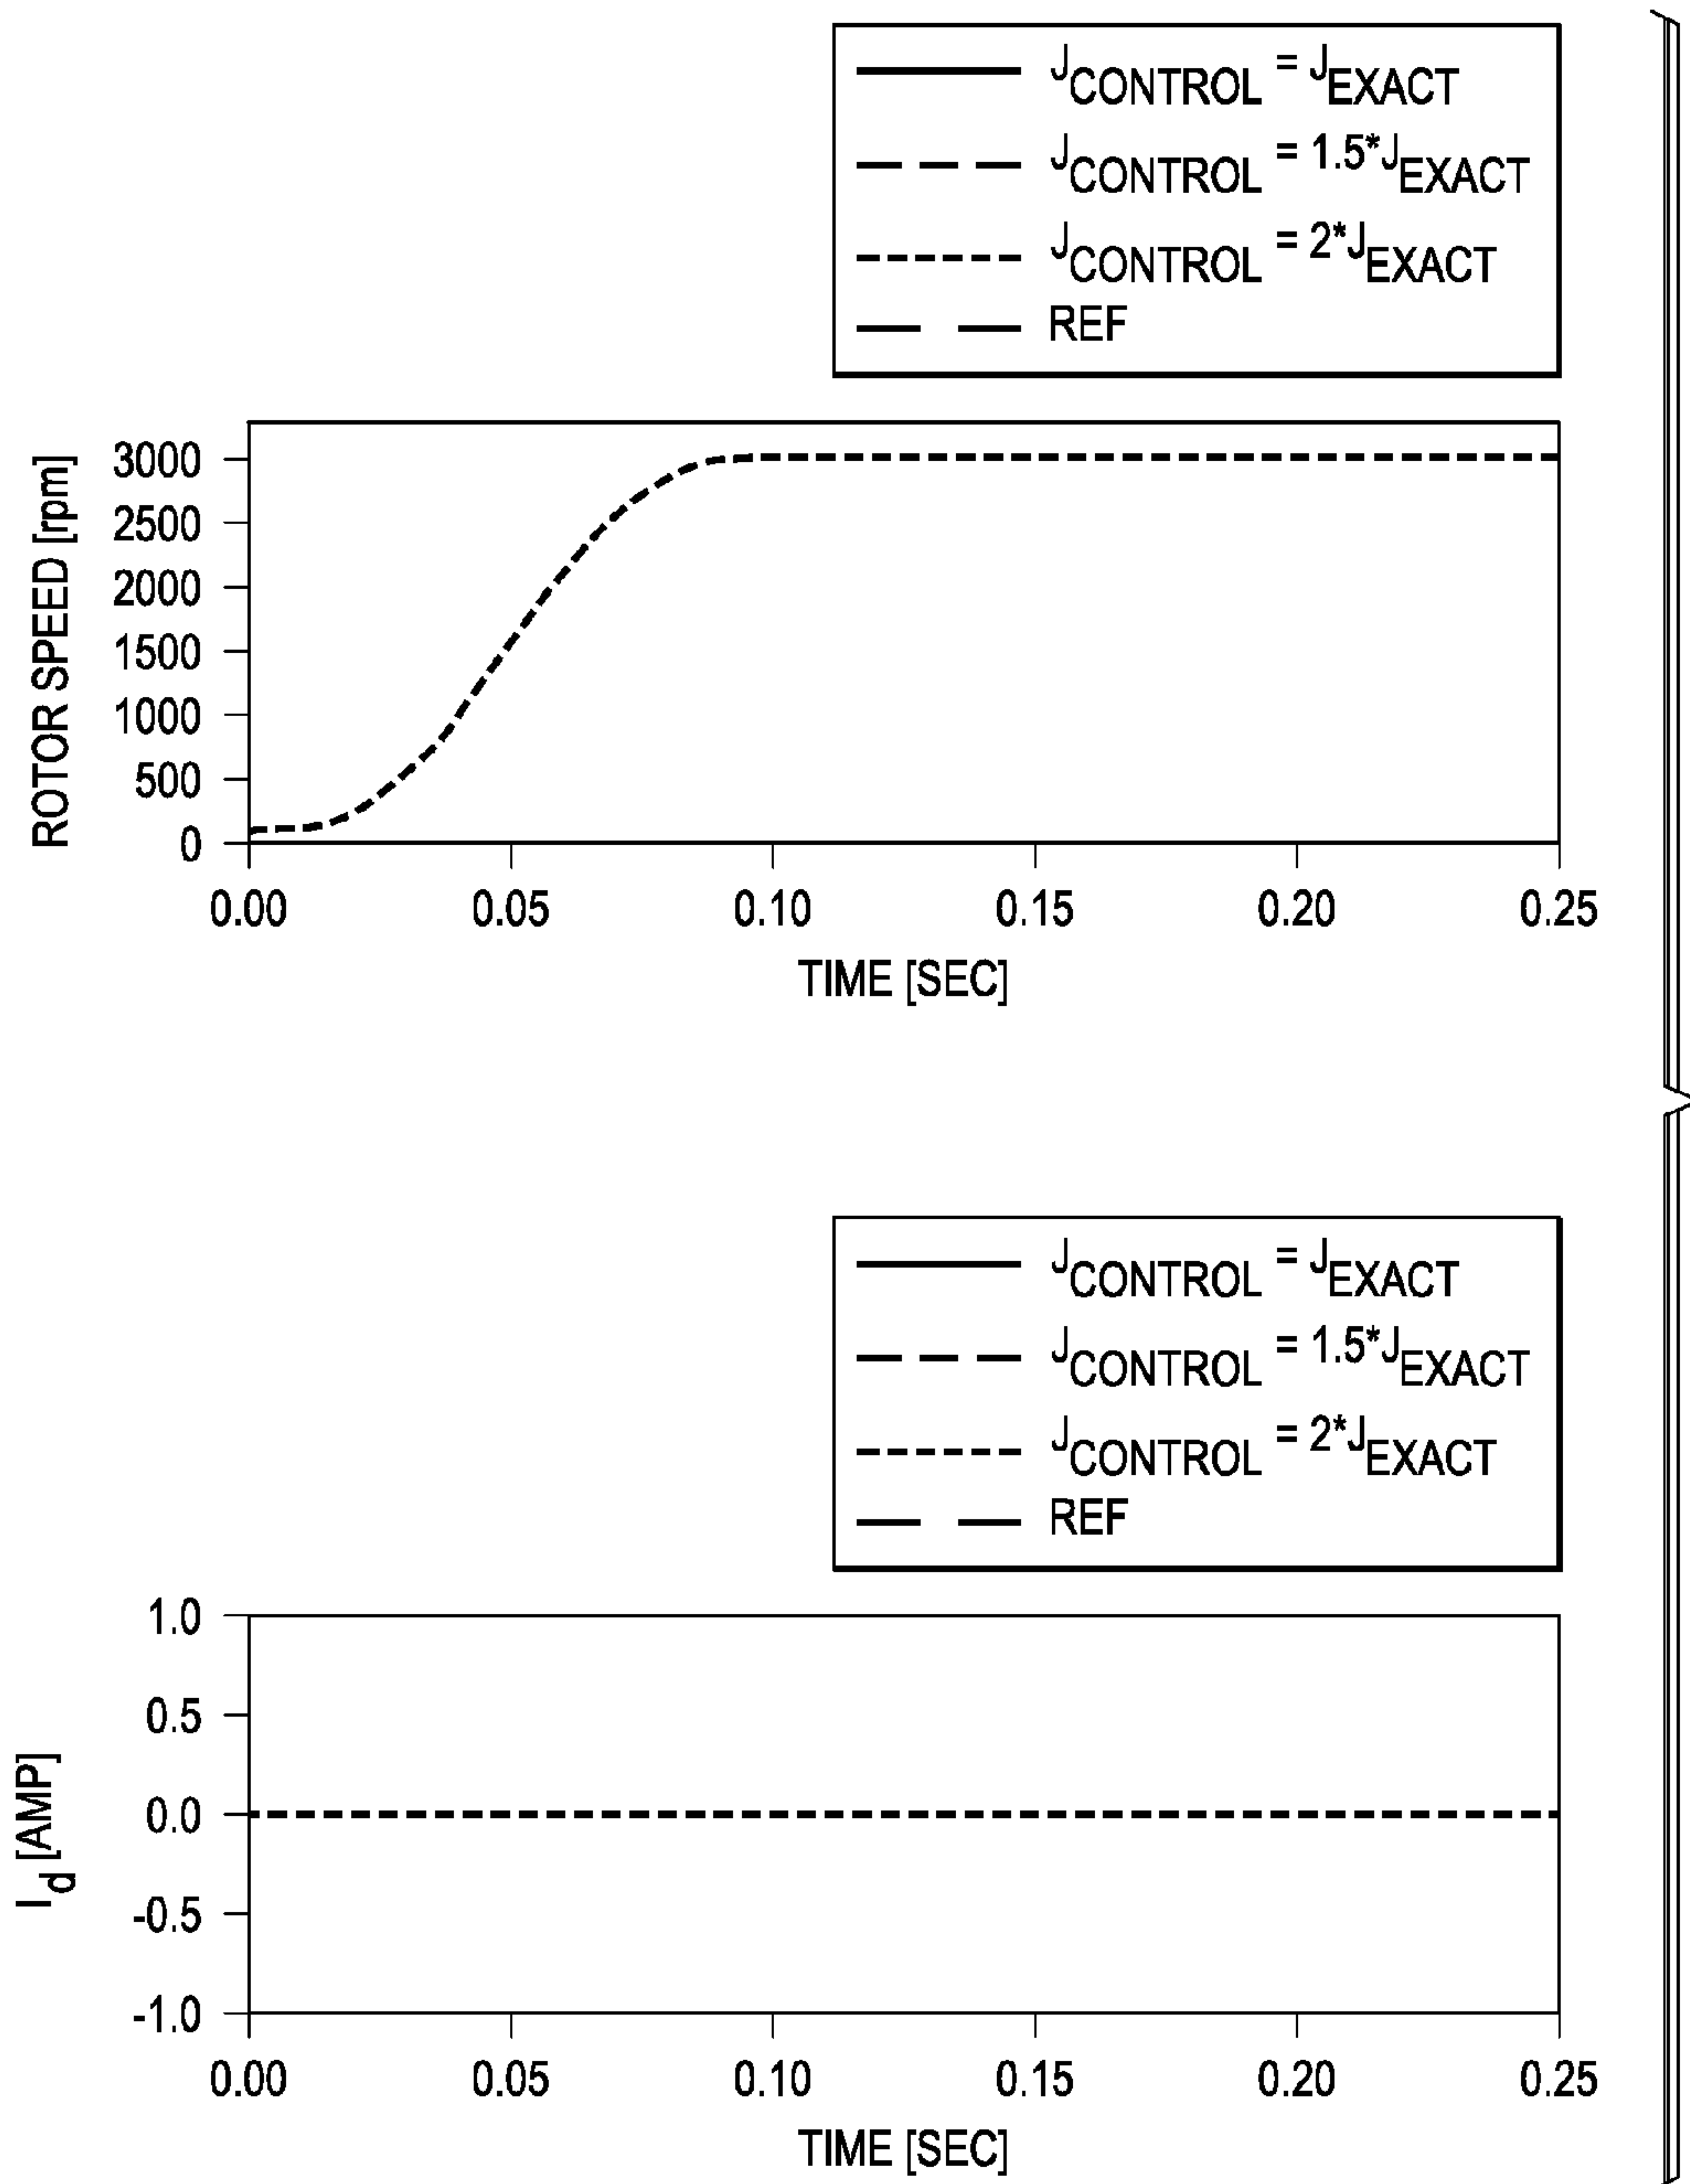 JCONTROL = JEXACT
JCONTROL = 1.5*JEXACT
JCONTROL = 2*JEXACT
REF
ROTOR SPEED [rpm]
3000
2500
2000
1500
1000
500
0
0.00 0.05 0.10 0.15 0.20 0.25
TIME [SEC]
JCONTROL = JEXACT
JCONTROL = 1.5*JEXACT
JCONTROL = 2*JEXACT
REF
Id [AMP]
1.0
0.5
0.0
-0.5
-1.0
0.00 0.05 0.10 0.15 0.20 0.25
TIME [SEC]